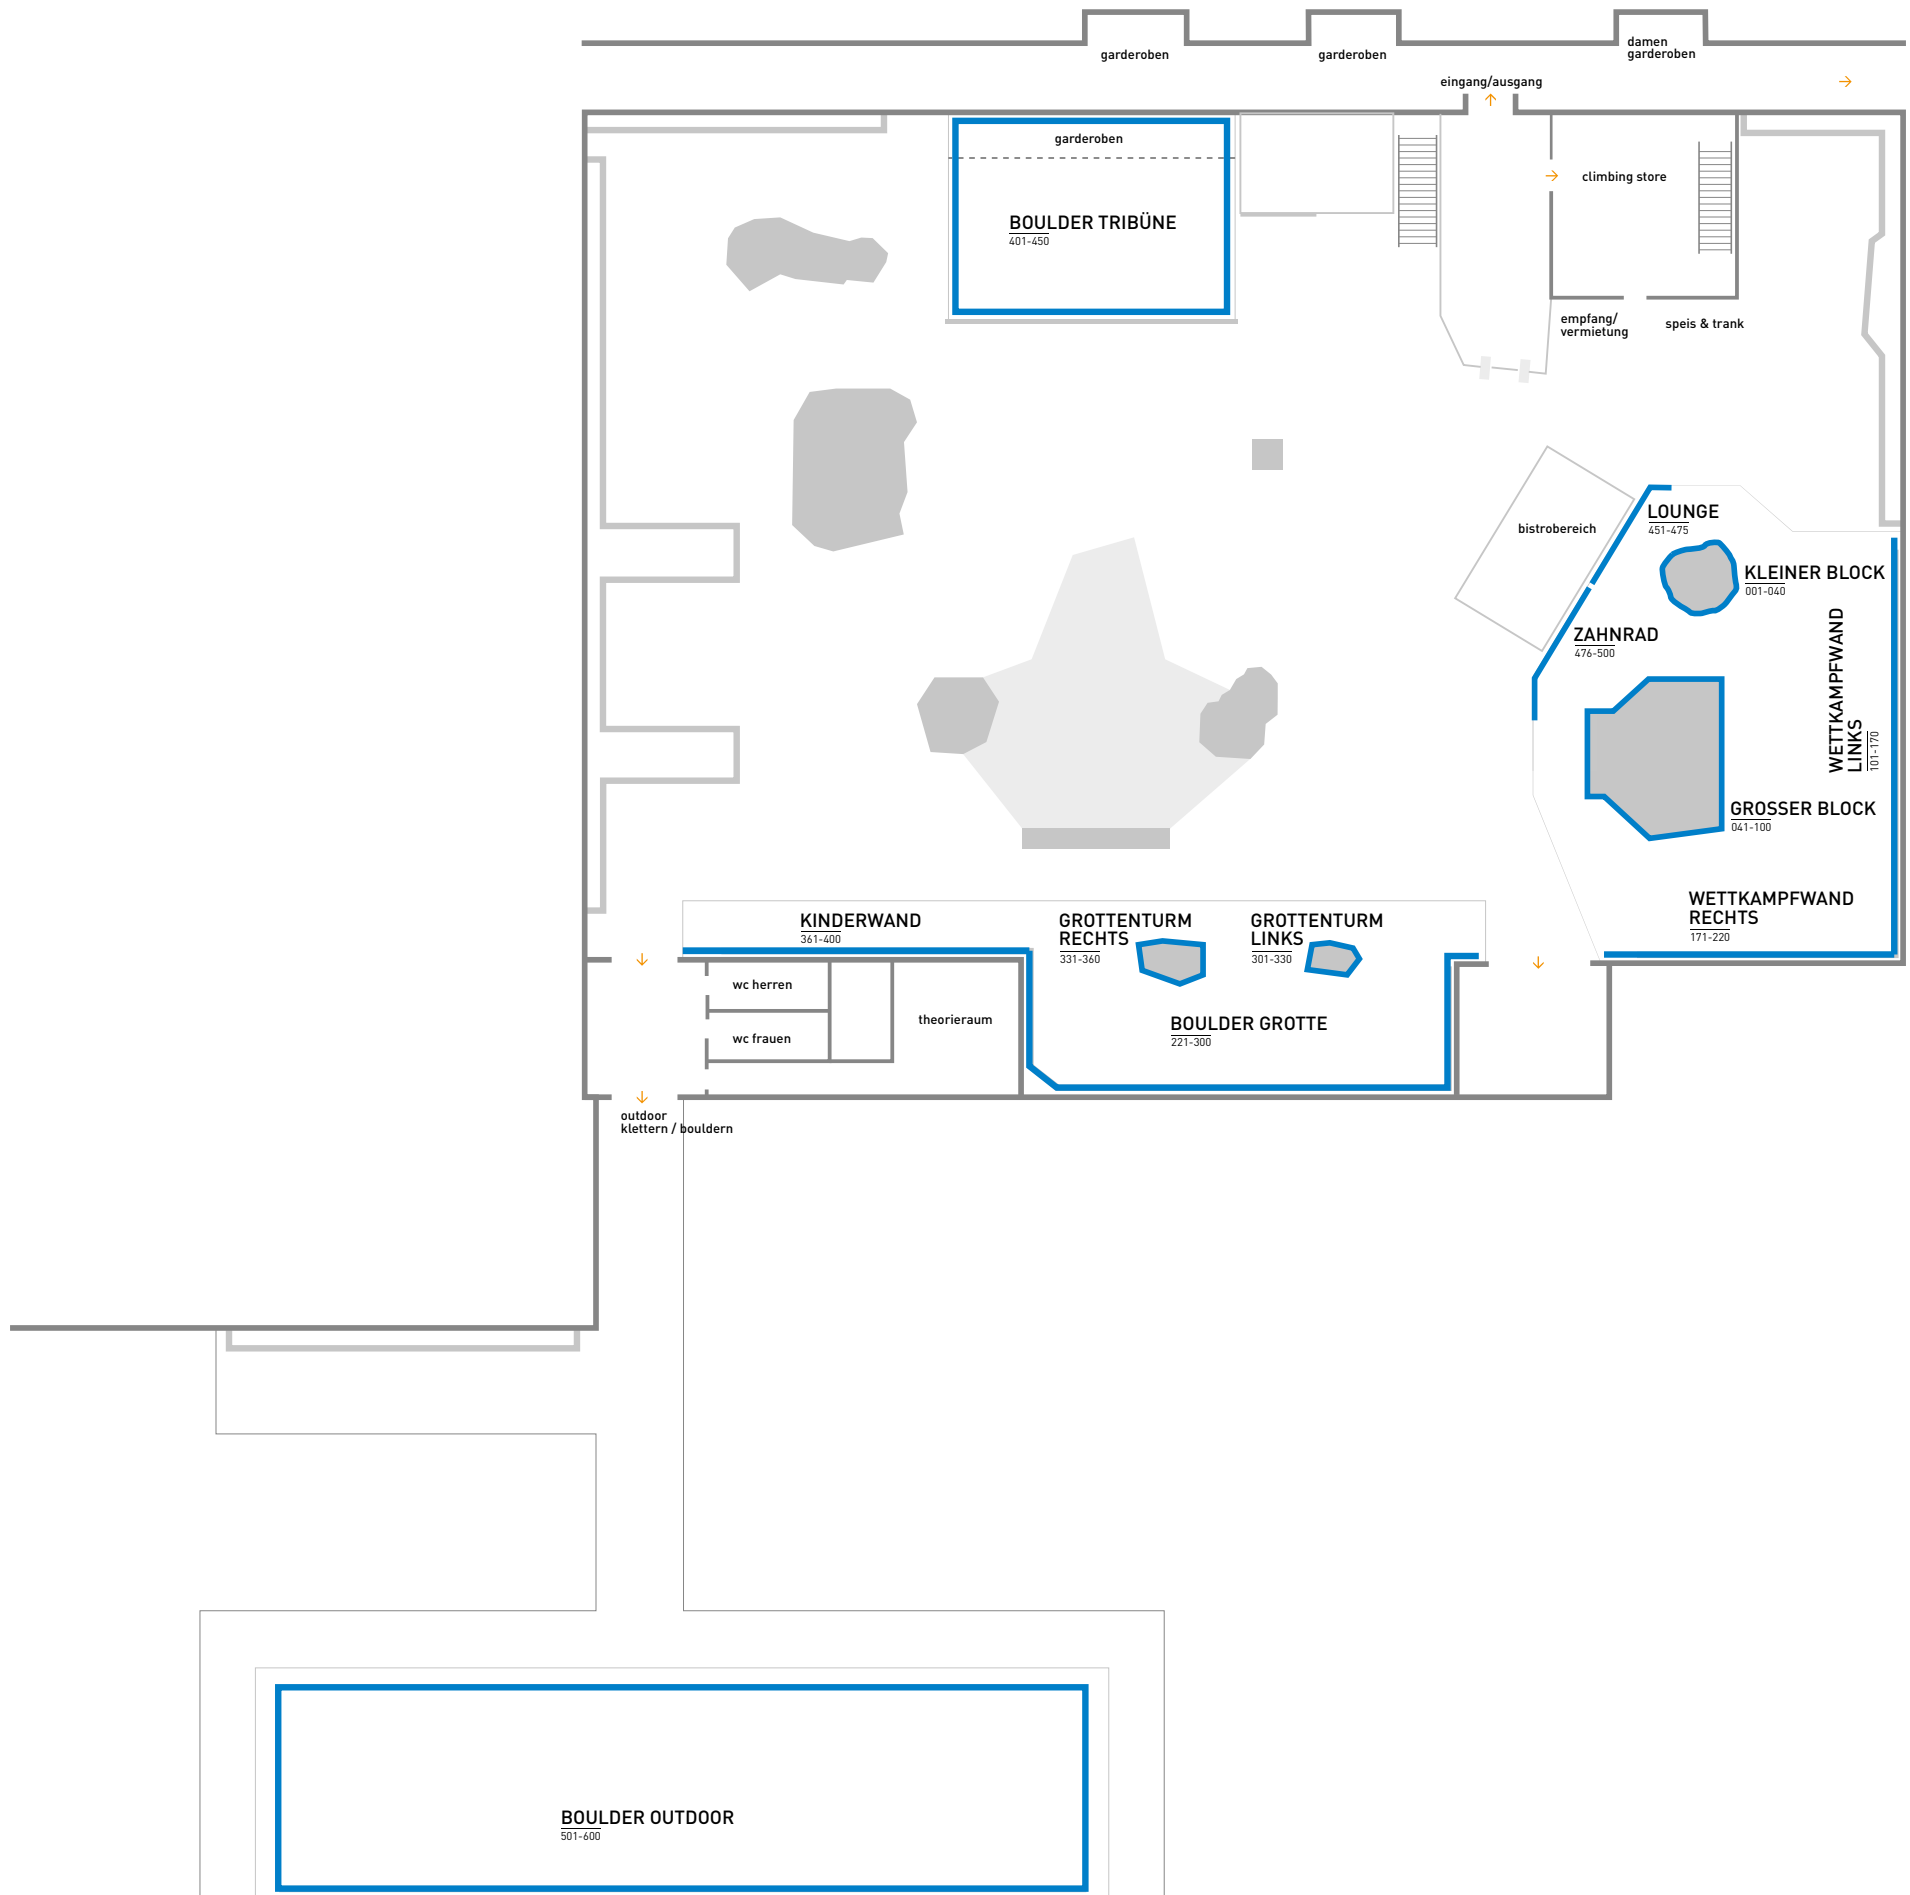 garderoben
garderoben
damen
garderoben
eingang/ausgang
garderoben
climbing store
BOULDER TRIBÜNE
401-450
empfang/
vermietung
speis & trank
bistrobereich
LOUNGE
451-475
KLEINER BLOCK
001-040
ZAHNRAD
476-500
WETTKAMPFWAND
LINKS
101-170
GROSSER BLOCK
041-100
WETTKAMPFWAND
RECHTS
171-220
KINDERWAND
361-400
GROTTENTURM
RECHTS
331-360
GROTTENTURM
LINKS
301-330
wc herren
theorieraum
wc frauen
BOULDER GROTTE
221-300
outdoor
klettern / bouldern
BOULDER OUTDOOR
501-600